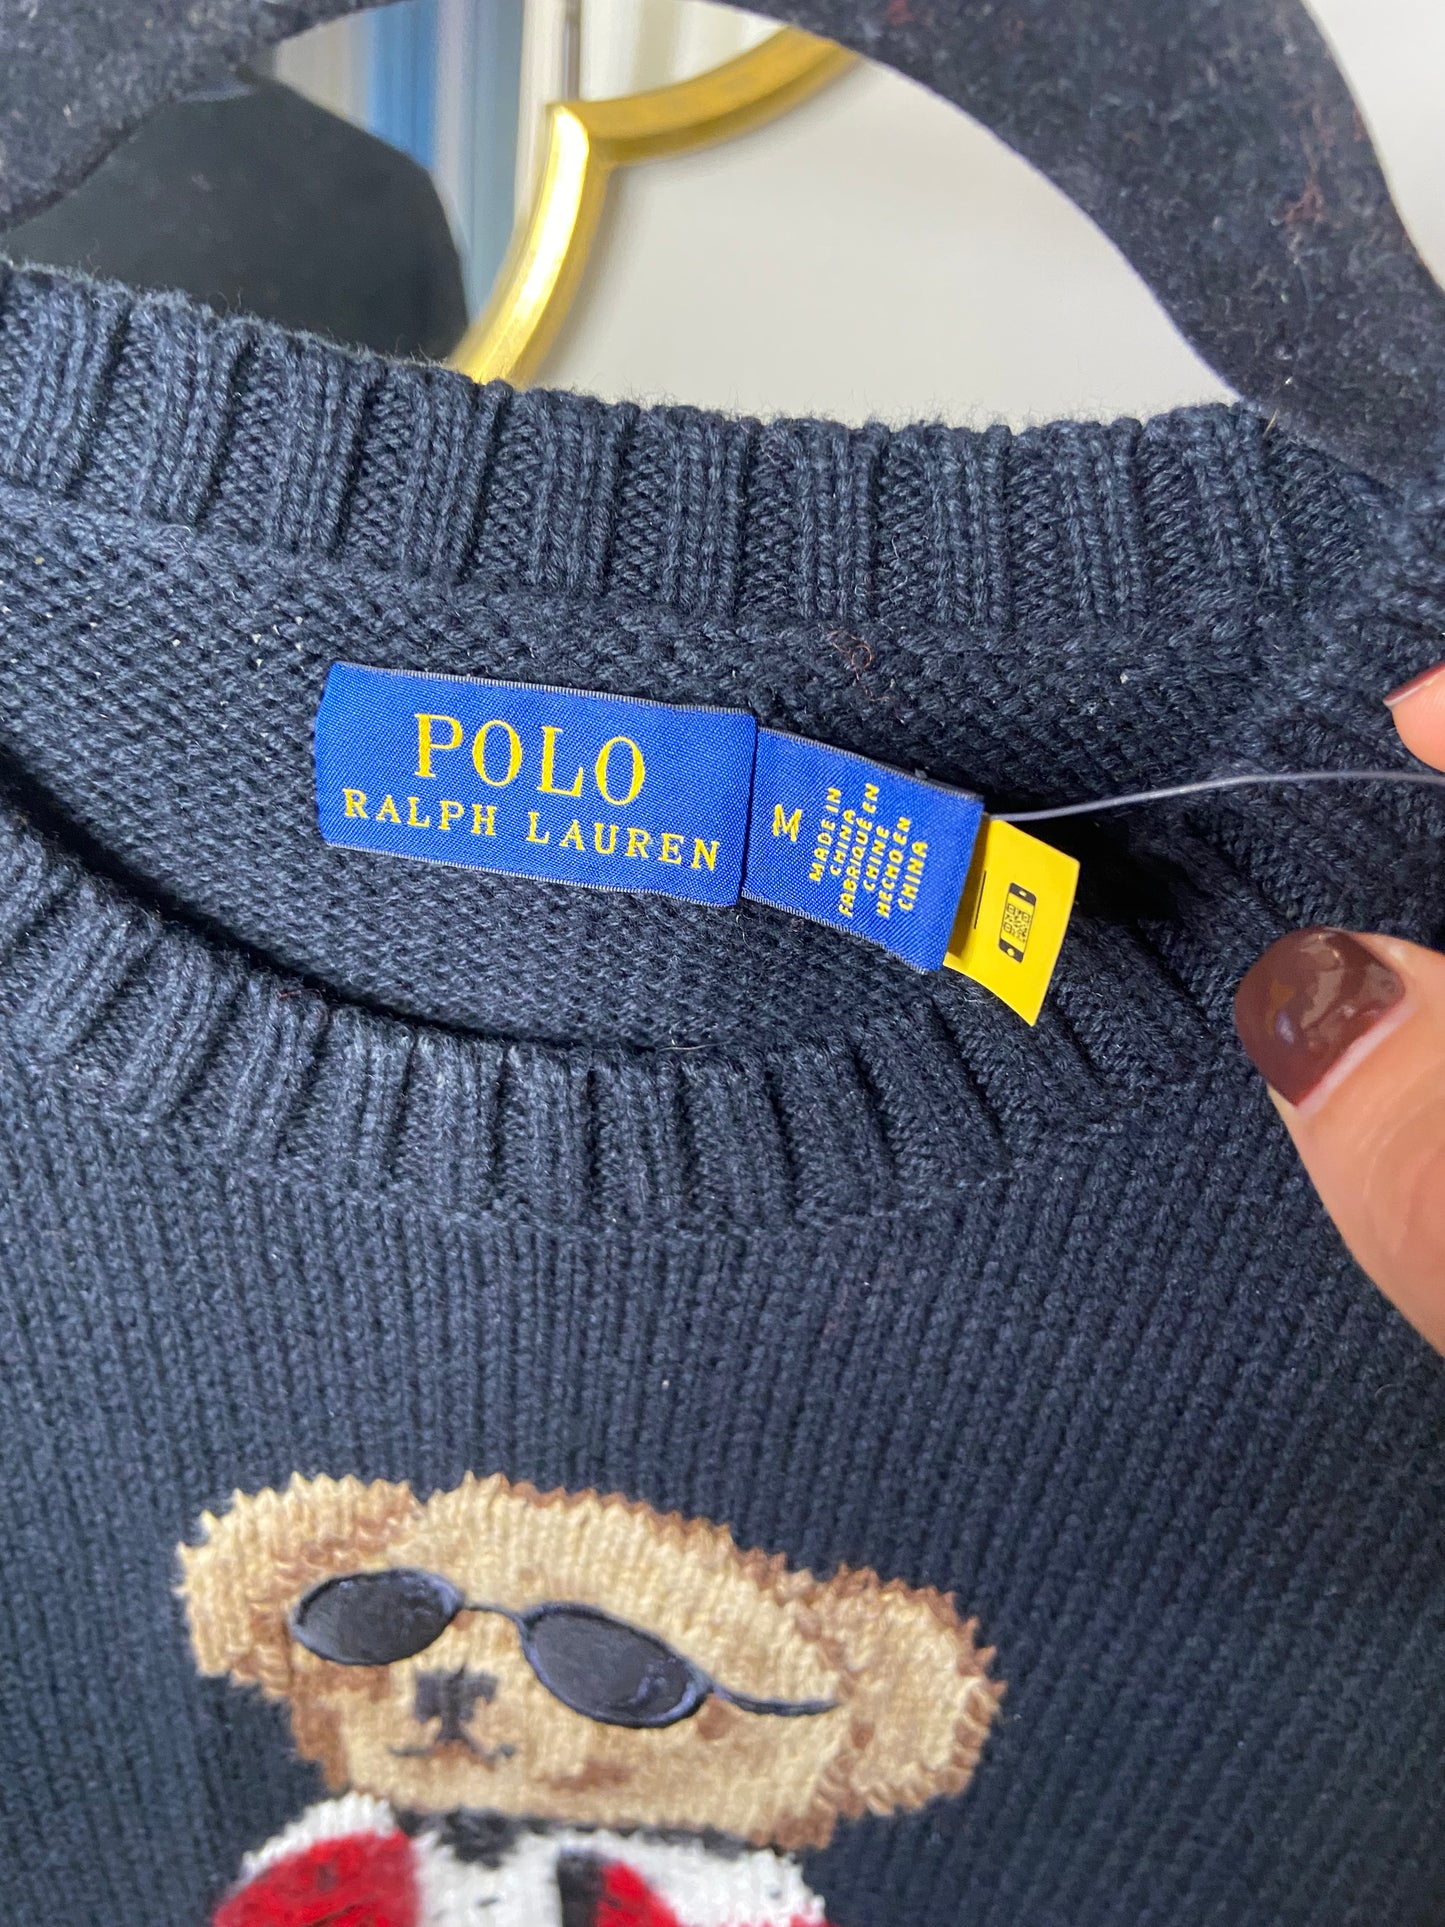 POLO
RALPH LAUREN
M
MADE IN
CHINA
FABRIQUÉ EN
CHINE
HECHO EN
CHINA